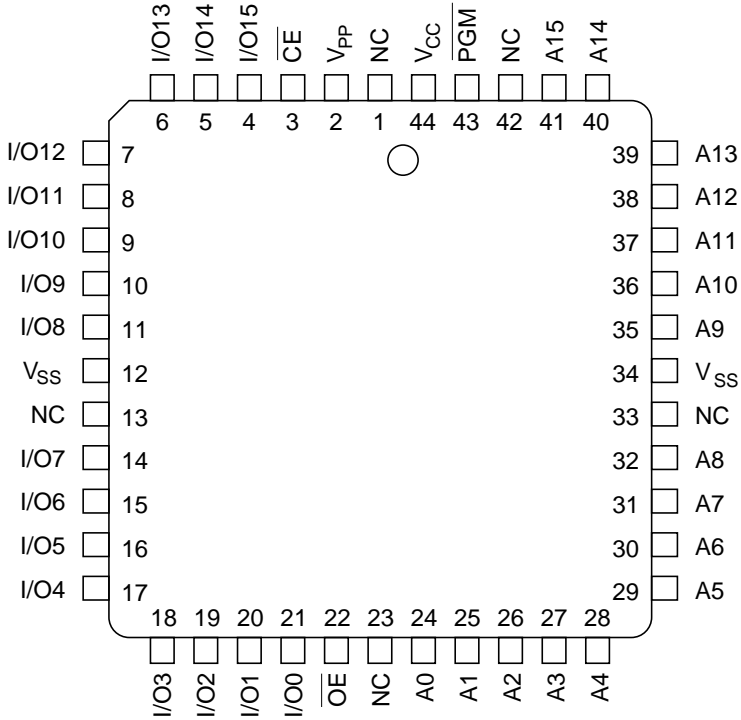 I/O13 I/O14 I/O15 C̅E̅ VPP NC VCC P̅G̅M̅ NC A15 A14
6 5 4 3 2 1 44 43 42 41 40
I/O12 7 39 A13
I/O11 8 38 A12
I/O10 9 37 A11
I/O9 10 36 A10
I/O8 11 35 A9
VSS 12 34 VSS
NC 13 33 NC
I/O7 14 32 A8
I/O6 15 31 A7
I/O5 16 30 A6
I/O4 17 29 A5
18 19 20 21 22 23 24 25 26 27 28
I/O3 I/O2 I/O1 I/O0 O̅E̅ NC A0 A1 A2 A3 A4